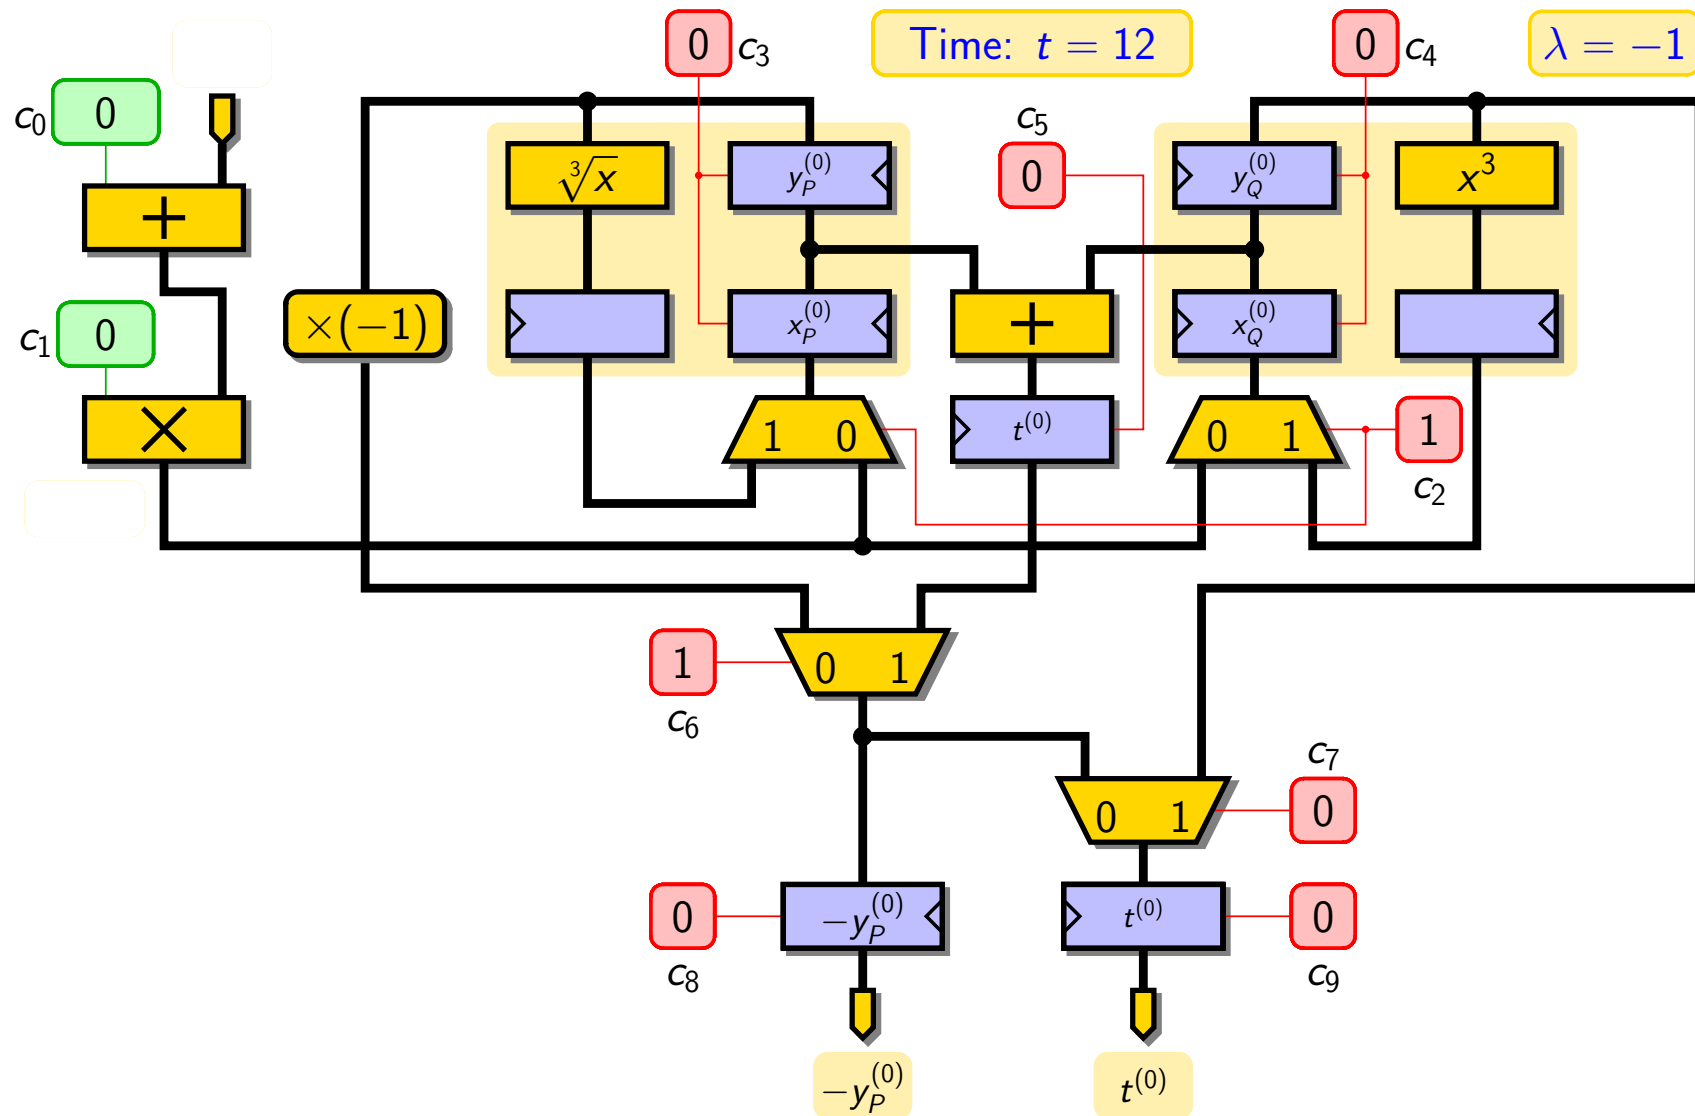 0 c₃ Time: t = 12 0 c₄ λ = −1
c₀ 0
c₅
∛x y_P^(0) 0 y_Q^(0) x³
+
×(−1) x_P^(0) + x_Q^(0)
c₁ 0
× 1 0 t^(0) 0 1 1
c₂
1 0 1
c₆
c₇
0 1 0
0 −y_P^(0) t^(0) 0
c₈ c₉
−y_P^(0) t^(0)